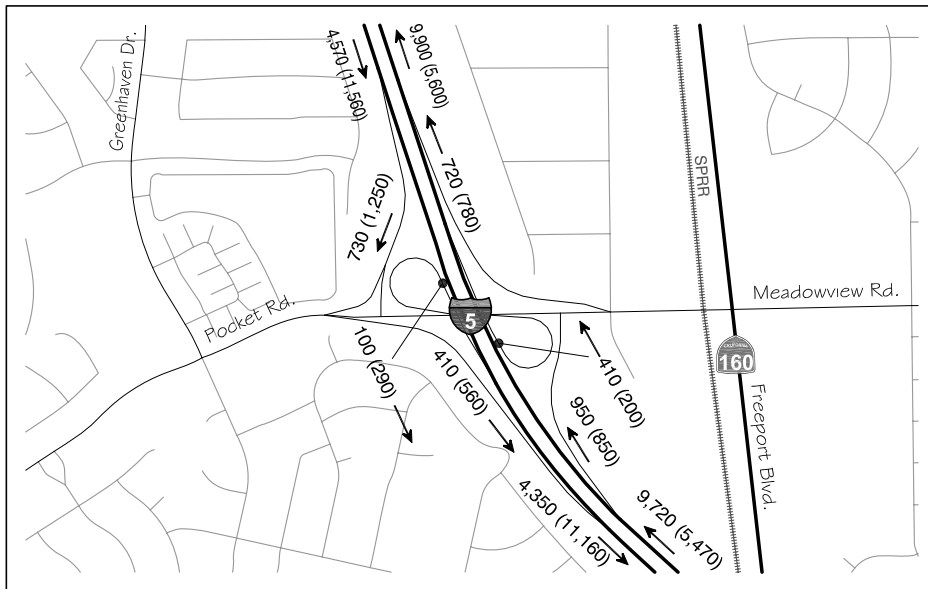 Greenhaven Dr.
4,570 (11,560)
9,900 (5,600)
720 (780)
SPRR
730 (1,250)
Meadowview Rd.
Pocket Rd.
5
CALIFORNIA
160
100
(290)
410 (560)
410 (200)
950 (850)
Freeport Blvd.
4,350 (11,160)
9,720 (5,470)